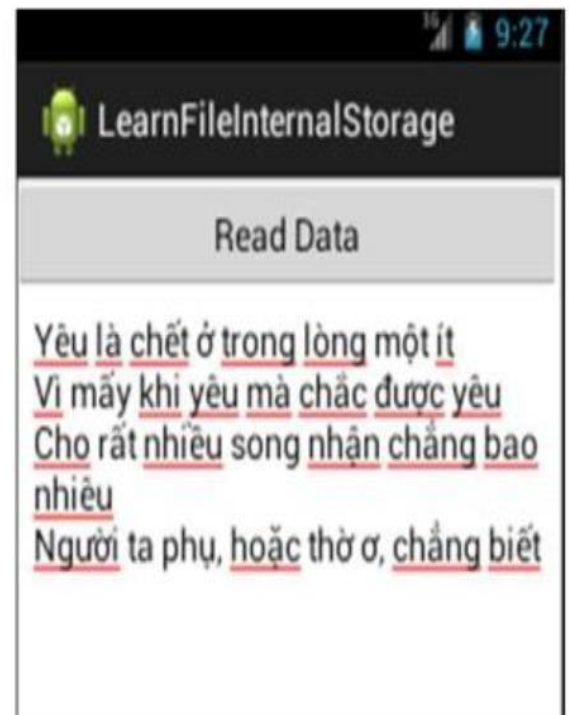 3G 9:27
LearnFileInternalStorage
Read Data
Yêu là chết ở trong lòng một ít
Vì mấy khi yêu mà chắc được yêu
Cho rất nhiều song nhận chẳng bao
nhiêu
Người ta phụ, hoặc thờ ơ, chẳng biết